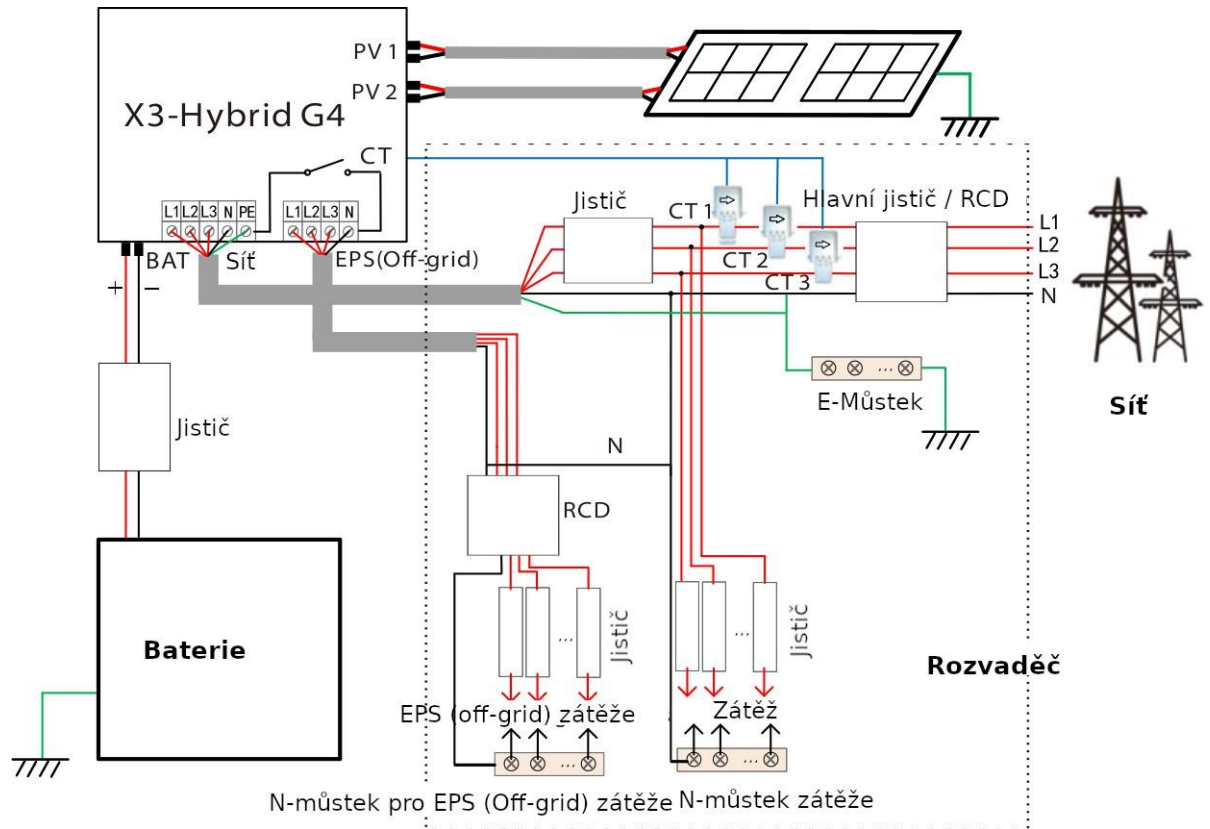 PV 1
PV 2
X3-Hybrid G4
CT
L1 L2 L3 N PE
L1 L2 L3 N
BAT
Síť
EPS(Off-grid)
+
−
Jistič
CT 1
CT 2
CT 3
Hlavní jistič / RCD
L1
L2
L3
N
...
E-Můstek
Síť
Jistič
N
RCD
...
Jistič
...
Jistič
Baterie
Rozvaděč
EPS (off-grid) zátěže
Zátěž
...
...
N-můstek pro EPS (Off-grid) zátěže
N-můstek zátěže